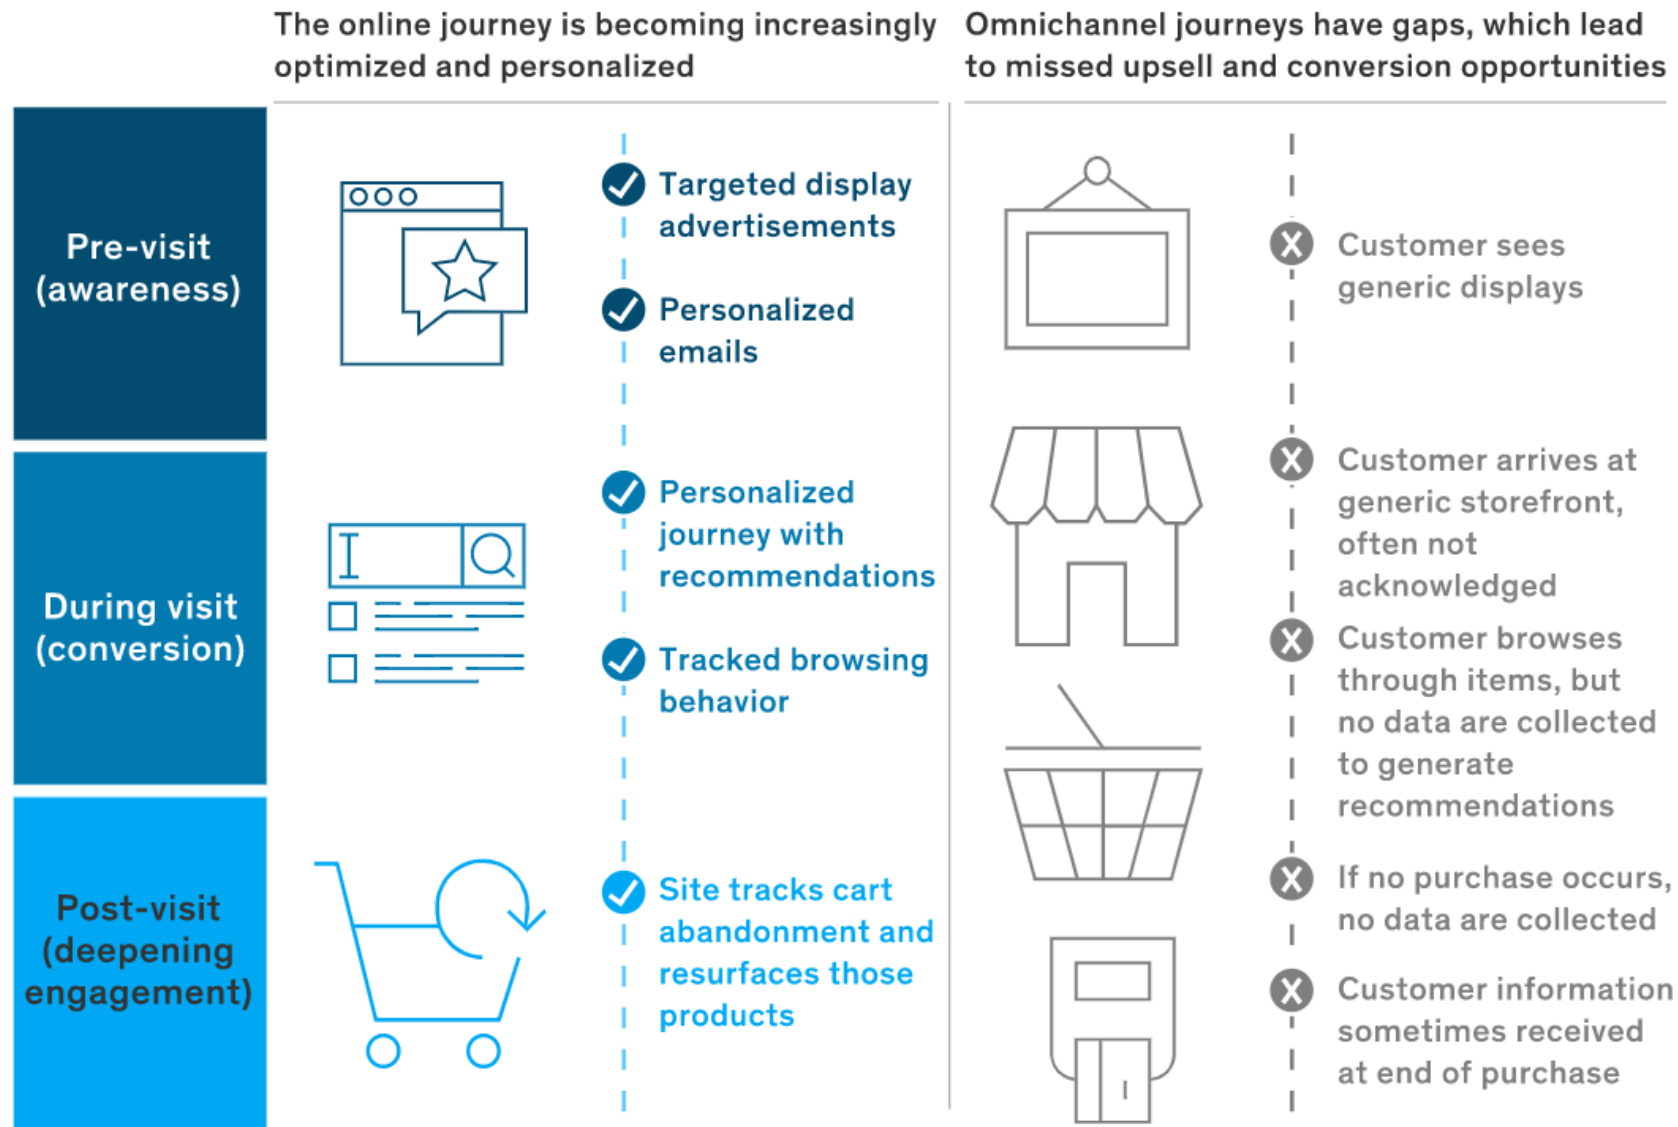 The online journey is becoming increasingly
optimized and personalized
Omnichannel journeys have gaps, which lead
to missed upsell and conversion opportunities
Pre-visit
(awareness)
Targeted display
advertisements
Personalized
emails
Customer sees
generic displays
During visit
(conversion)
Personalized
journey with
recommendations
Tracked browsing
behavior
Customer arrives at
generic storefront,
often not
acknowledged
Customer browses
through items, but
no data are collected
to generate
recommendations
Post-visit
(deepening
engagement)
Site tracks cart
abandonment and
resurfaces those
products
If no purchase occurs,
no data are collected
Customer information
sometimes received
at end of purchase